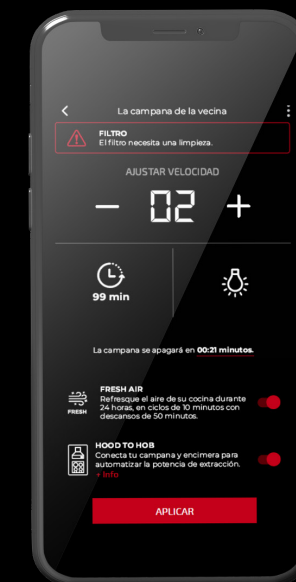 La campana de la vecina
FILTRO
El filtro necesita una limpieza.
AJUSTAR VELOCIDAD
02
99 min
La campana se apagará en 00:21 minutos.
FRESH AIR
Refresque el aire de su cocina durante
24 horas, en ciclos de 10 minutos con
descansos de 50 minutos.
FRESH
HOOD TO HOB
Conecta tu campana y encimera para
automatizar la potencia de extracción.
+ Info
APLICAR